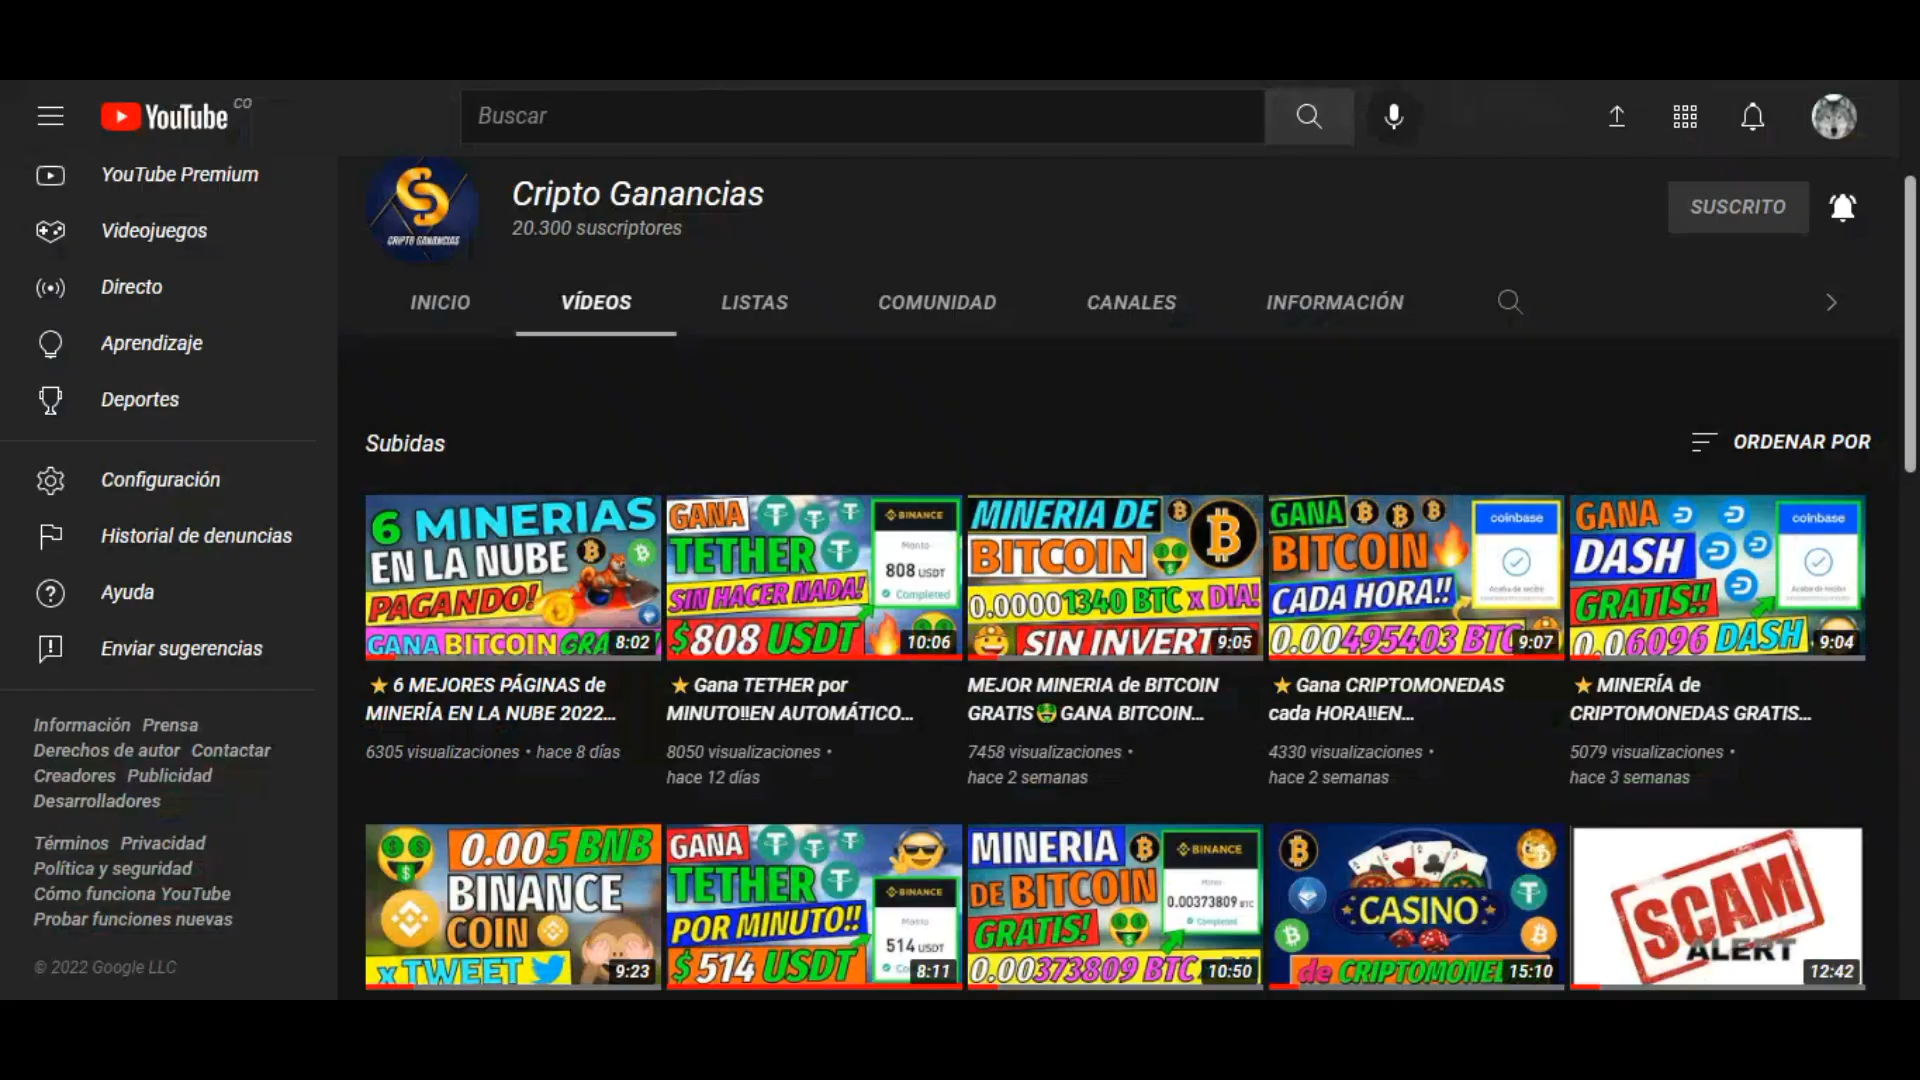 YouTube CO
Buscar
YouTube Premium
Videojuegos
Directo
Aprendizaje
Deportes
Configuración
Historial de denuncias
Ayuda
Enviar sugerencias
Información Prensa
Derechos de autor Contactar
Creadores Publicidad
Desarrolladores
Términos Privacidad
Política y seguridad
Cómo funciona YouTube
Probar funciones nuevas
© 2022 Google LLC
CRIPTO GANANCIAS
Cripto Ganancias
20.300 suscriptores
SUSCRITO
INICIO VÍDEOS LISTAS COMUNIDAD CANALES INFORMACIÓN
Subidas
ORDENAR POR
6 MINERIAS
EN LA NUBE
PAGANDO!
GANA BITCOIN GRA
8:02
⭐ 6 MEJORES PÁGINAS de
MINERÍA EN LA NUBE 2022...
6305 visualizaciones • hace 8 días
GANA
TETHER
SIN HACER NADA!
$808 USDT
BINANCE
Monto
808 USDT
Completed
10:06
⭐ Gana TETHER por
MINUTO!!EN AUTOMÁTICO...
8050 visualizaciones •
hace 12 días
MINERIA DE
BITCOIN
0.00001340 BTC x DIA!
SIN INVERT
9:05
MEJOR MINERIA de BITCOIN
GRATIS🤑 GANA BITCOIN...
7458 visualizaciones •
hace 2 semanas
GANA
BITCOIN
CADA HORA!!
0.00495403 BTC
coinbase
Acaba de recibir
9:07
⭐ Gana CRIPTOMONEDAS
cada HORA!!EN...
4330 visualizaciones •
hace 2 semanas
GANA
DASH
GRATIS!!
0.06096 DASH
coinbase
Acaba de recibir
9:04
⭐ MINERÍA de
CRIPTOMONEDAS GRATIS...
5079 visualizaciones •
hace 3 semanas
0.005 BNB
BINANCE
COIN
x TWEET
9:23
GANA
TETHER
POR MINUTO!!
$514 USDT
BINANCE
Monto
514 USDT
8:11
MINERIA
DE BITCOIN
GRATIS!
0.00373809 BTC
BINANCE
Monto
0.00373809 BTC
Completed
10:50
CASINO
de CRIPTOMONE
15:10
SCAM
ALERT
12:42